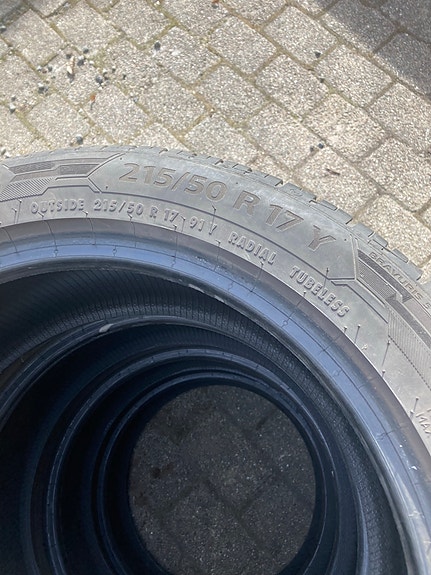 215/50 R 17 Y
OUTSIDE 215/50 R 17 91 Y RADIAL TUBELESS